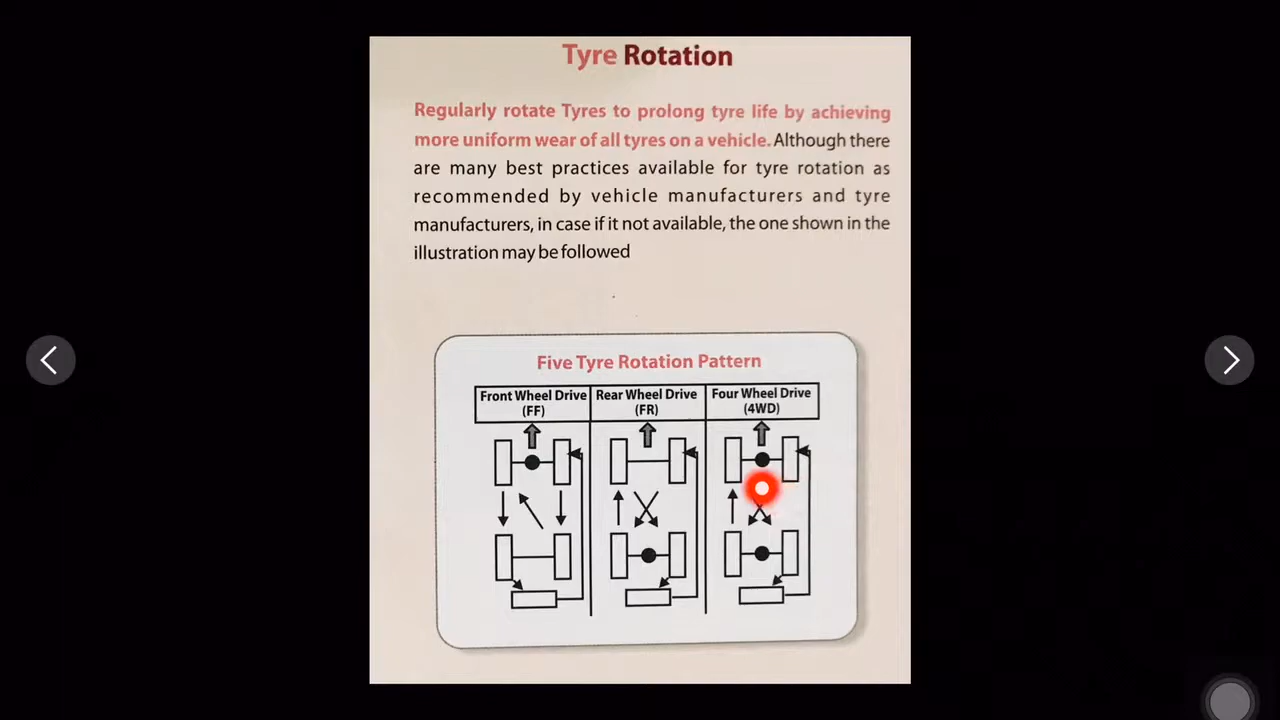 Tyre Rotation
Regularly rotate Tyres to prolong tyre life by achieving
more uniform wear of all tyres on a vehicle. Although there
are many best practices available for tyre rotation as
recommended by vehicle manufacturers and tyre
manufacturers, in case if it not available, the one shown in the
illustration may be followed
Five Tyre Rotation Pattern
Front Wheel Drive
(FF)
Rear Wheel Drive
(FR)
Four Wheel Drive
(4WD)